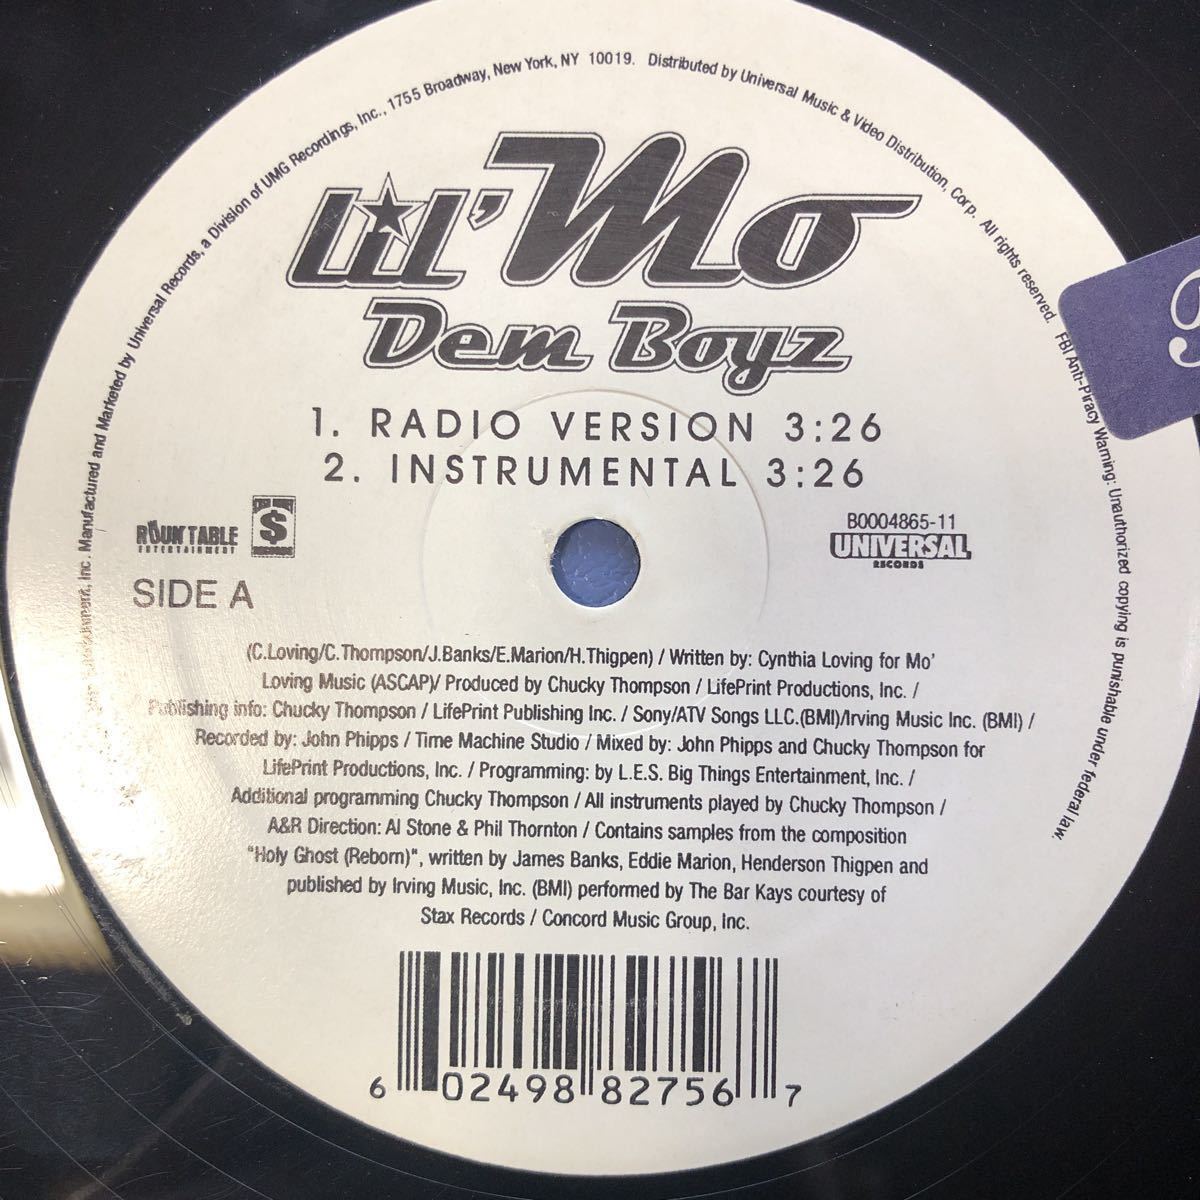 Inc. Manufactured and Marketed by Universal Records, a Division of UMG Recordings, Inc., 1755 Broadway, New York, NY 10019. Distributed by Universal Music & Video Distribution, Corp. All rights reserved. FBI Anti-Piracy Warning: Unauthorized copying is punishable under federal law.
Lil' Mo
Dem Boyz
1. RADIO VERSION 3:26
2. INSTRUMENTAL 3:26
ROUN'TABLE
ENTERTAINMENT
CASH MONEY
$
RECORDS
B0004865-11
UNIVERSAL
RECORDS
SIDE A
(C.Loving/C.Thompson/J.Banks/E.Marion/H.Thigpen) / Written by: Cynthia Loving for Mo'
Loving Music (ASCAP)/ Produced by Chucky Thompson / LifePrint Productions, Inc. /
Publishing info: Chucky Thompson / LifePrint Publishing Inc. / Sony/ATV Songs LLC.(BMI)/Irving Music Inc. (BMI) /
Recorded by: John Phipps / Time Machine Studio / Mixed by: John Phipps and Chucky Thompson for
LifePrint Productions, Inc. / Programming: by L.E.S. Big Things Entertainment, Inc. /
Additional programming Chucky Thompson / All instruments played by Chucky Thompson /
A&R Direction: Al Stone & Phil Thornton / Contains samples from the composition
"Holy Ghost (Reborn)", written by James Banks, Eddie Marion, Henderson Thigpen and
published by Irving Music, Inc. (BMI) performed by The Bar Kays courtesy of
Stax Records / Concord Music Group, Inc.
6 02498 82756 7